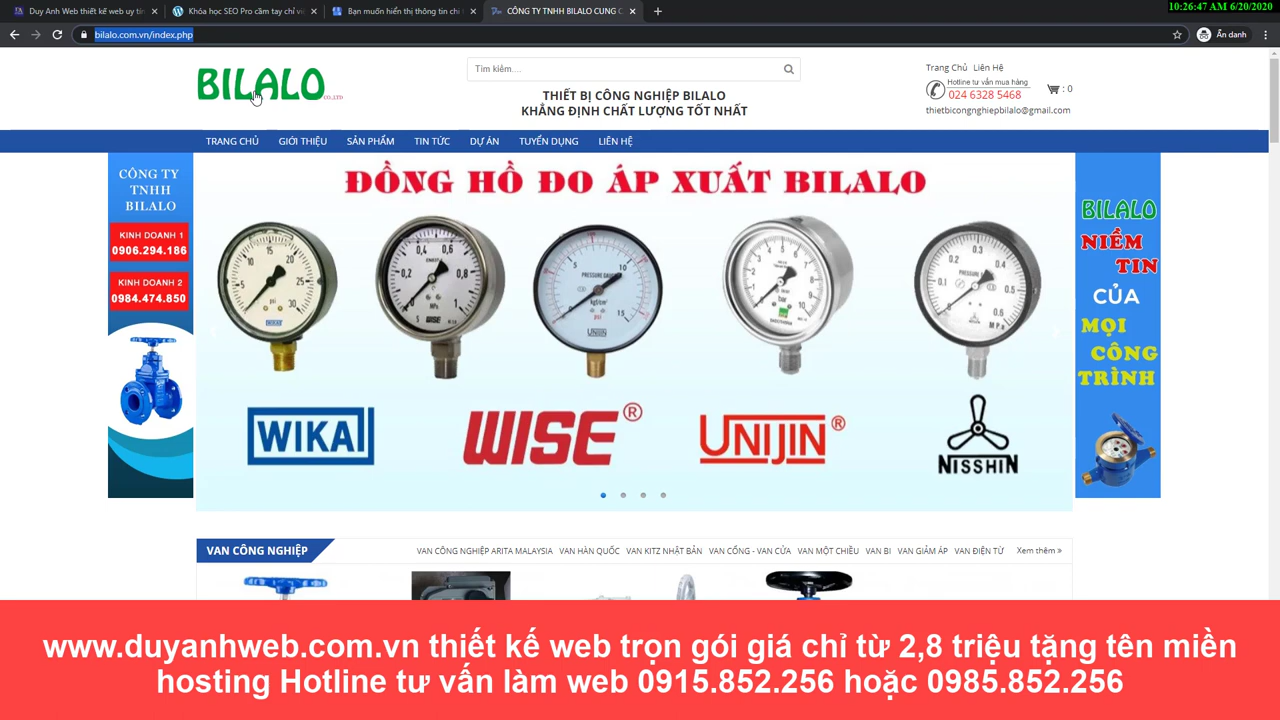 10:26:47 AM 6/20/2020
Duy Anh Web thiết kế web uy tín
Khóa học SEO Pro cầm tay chỉ vi
Bạn muốn hiển thị thông tin chi
CÔNG TY TNHH BILALO CUNG C
bilalo.com.vn/index.php
Ẩn danh
BILALO CO.,LTD
Tìm kiếm....
THIẾT BỊ CÔNG NGHIỆP BILALO
KHẲNG ĐỊNH CHẤT LƯỢNG TỐT NHẤT
Trang Chủ Liên Hệ
Hotline tư vấn mua hàng
024 6328 5468
: 0
thietbicongnghiepbilalo@gmail.com
TRANG CHỦ GIỚI THIỆU SẢN PHẨM TIN TỨC DỰ ÁN TUYỂN DỤNG LIÊN HỆ
CÔNG TY
TNHH
BILALO
KINH DOANH 1
0906.294.186
KINH DOANH 2
0984.474.850
ĐỒNG HỒ ĐO ÁP XUẤT BILALO
WIKAI
WISE®
UNIJIN®
NISSHIN
BILALO
NIỀM
TIN
CỦA
MỌI
CÔNG
TRÌNH
VAN CÔNG NGHIỆP
VAN CÔNG NGHIỆP ARITA MALAYSIA VAN HÀN QUỐC VAN KITZ NHẬT BẢN VAN CỔNG - VAN CỬA VAN MỘT CHIỀU VAN BI VAN GIẢM ÁP VAN ĐIỆN TỪ Xem thêm »
www.duyanhweb.com.vn thiết kế web trọn gói giá chỉ từ 2,8 triệu tặng tên miền
hosting Hotline tư vấn làm web 0915.852.256 hoặc 0985.852.256